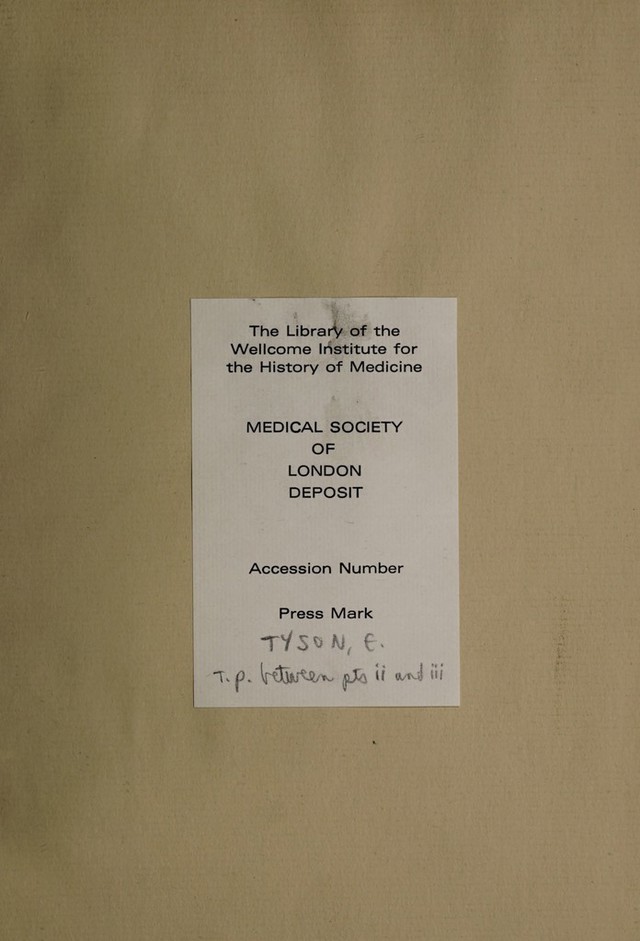 The Library of the
Wellcome Institute for
the History of Medicine
MEDICAL SOCIETY
OF
LONDON
DEPOSIT
Accession Number
Press Mark
TYSON, E.
T.p. between pts ii and iii